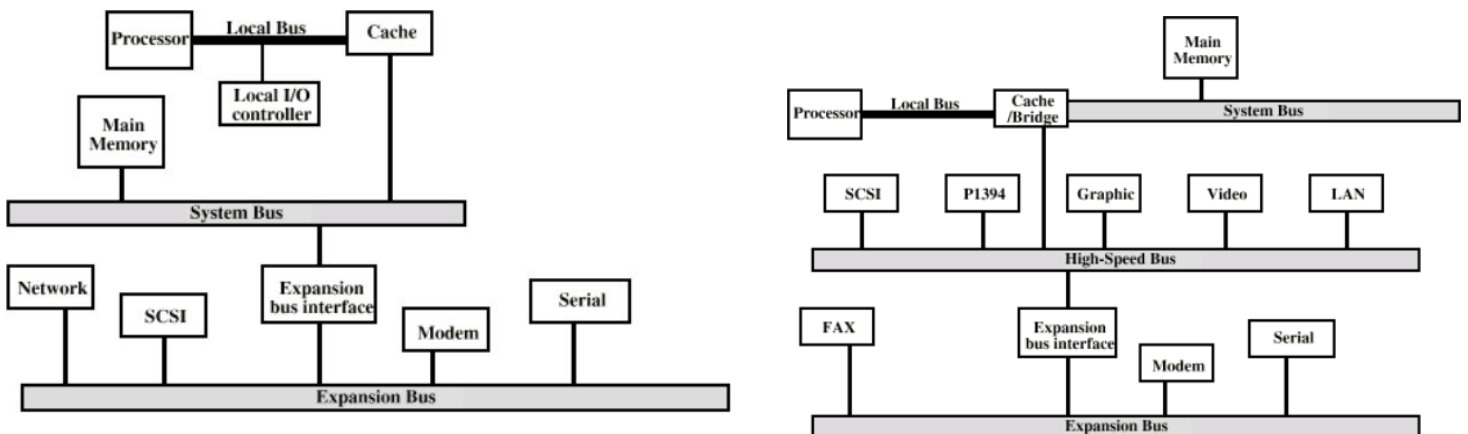 Processor
Local Bus
Cache
Local I/O
controller
Main
Memory
System Bus
Network
SCSI
Expansion
bus interface
Modem
Serial
Expansion Bus
Main
Memory
Processor
Local Bus
Cache
/Bridge
System Bus
SCSI
P1394
Graphic
Video
LAN
High-Speed Bus
FAX
Expansion
bus interface
Modem
Serial
Expansion Bus